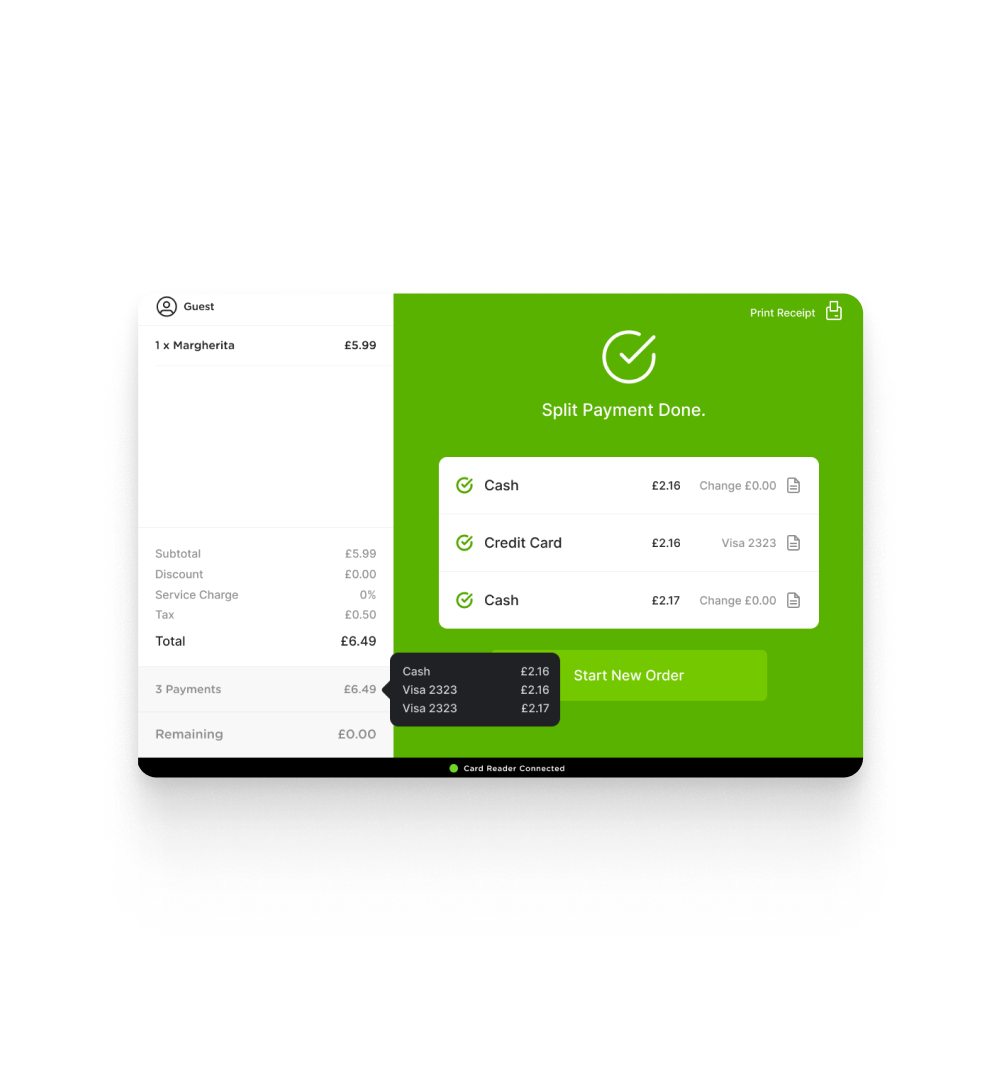 Guest
1 x Margherita £5.99
Subtotal £5.99
Discount £0.00
Service Charge 0%
Tax £0.50
Total £6.49
3 Payments £6.49
Remaining £0.00
Print Receipt
Split Payment Done.
Cash £2.16 Change £0.00
Credit Card £2.16 Visa 2323
Cash £2.17 Change £0.00
Cash £2.16
Visa 2323 £2.16
Visa 2323 £2.17
Start New Order
Card Reader Connected